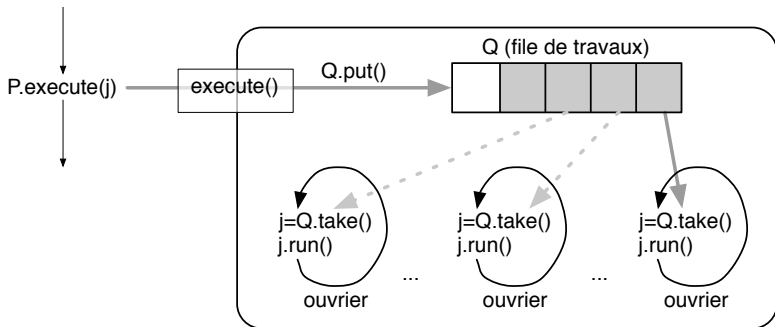 Q (file de travaux)
P.execute(j)
execute()
Q.put()
j=Q.take()
j.run()
ouvrier
...
j=Q.take()
j.run()
ouvrier
...
j=Q.take()
j.run()
ouvrier